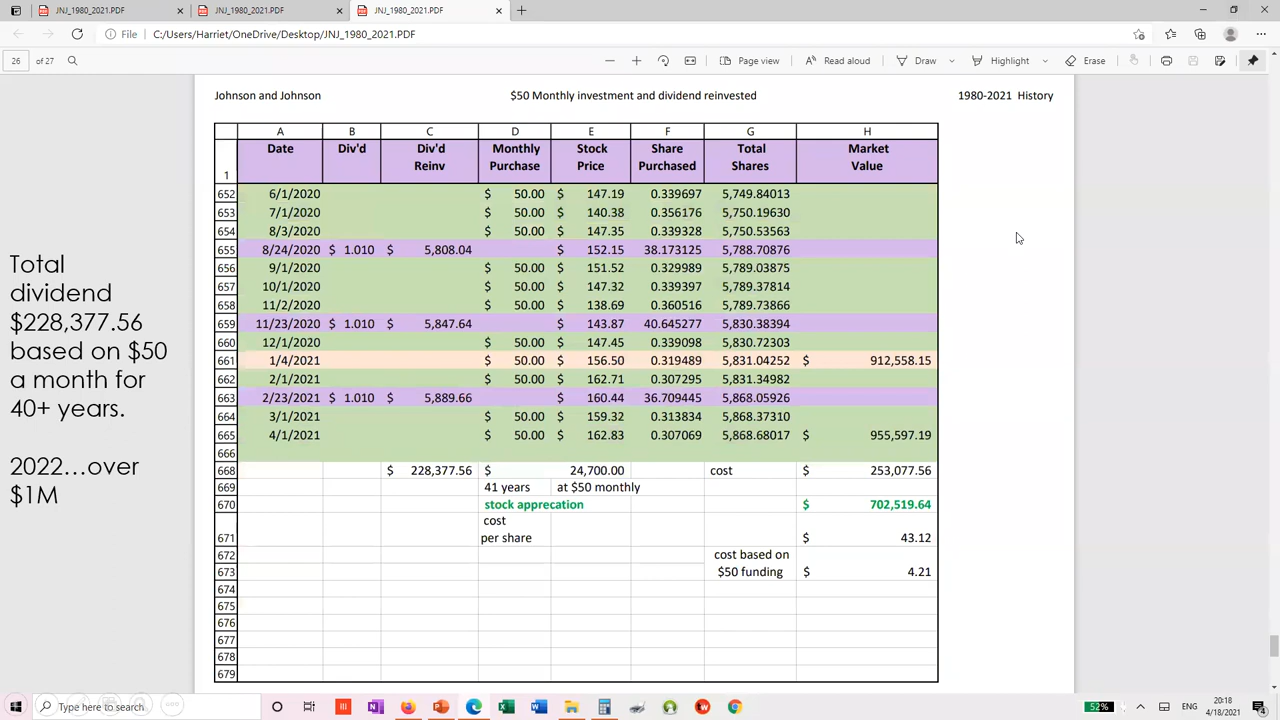 JNJ_1980_2021.PDF
JNJ_1980_2021.PDF
JNJ_1980_2021.PDF
File C:/Users/Harriet/OneDrive/Desktop/JNJ_1980_2021.PDF
26 of 27 Page view Read aloud Draw Highlight Erase
Johnson and Johnson $50 Monthly investment and dividend reinvested 1980-2021 History
A B C D E F G H
Date Div'd Div'd Monthly Stock Share Total Market
1 Reinv Purchase Price Purchased Shares Value
652 6/1/2020 $ 50.00 $ 147.19 0.339697 5,749.84013
653 7/1/2020 $ 50.00 $ 140.38 0.356176 5,750.19630
654 8/3/2020 $ 50.00 $ 147.35 0.339328 5,750.53563
655 8/24/2020 $ 1.010 $ 5,808.04 $ 152.15 38.173125 5,788.70876
656 9/1/2020 $ 50.00 $ 151.52 0.329989 5,789.03875
657 10/1/2020 $ 50.00 $ 147.32 0.339397 5,789.37814
658 11/2/2020 $ 50.00 $ 138.69 0.360516 5,789.73866
659 11/23/2020 $ 1.010 $ 5,847.64 $ 143.87 40.645277 5,830.38394
660 12/1/2020 $ 50.00 $ 147.45 0.339098 5,830.72303
661 1/4/2021 $ 50.00 $ 156.50 0.319489 5,831.04252 $ 912,558.15
662 2/1/2021 $ 50.00 $ 162.71 0.307295 5,831.34982
663 2/23/2021 $ 1.010 $ 5,889.66 $ 160.44 36.709445 5,868.05926
664 3/1/2021 $ 50.00 $ 159.32 0.313834 5,868.37310
665 4/1/2021 $ 50.00 $ 162.83 0.307069 5,868.68017 $ 955,597.19
666
668 $ 228,377.56 $ 24,700.00 cost $ 253,077.56
669 41 years at $50 monthly
670 stock apprecation $ 702,519.64
cost
671 per share $ 43.12
672 cost based on
673 $50 funding $ 4.21
674
675
676
677
678
679
Total
dividend
$228,377.56
based on $50
a month for
40+ years.
2022…over
$1M
Type here to search
52% ENG 20:18
4/18/2021
4